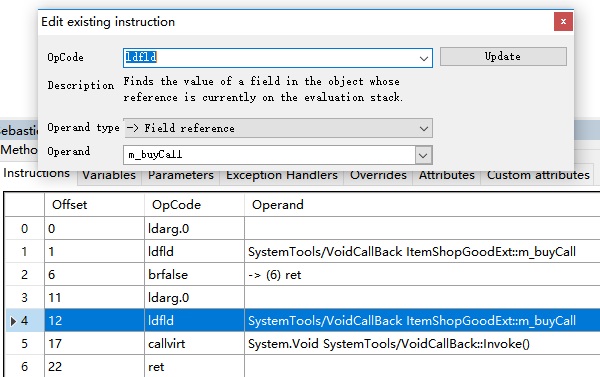 Edit existing instruction
OpCode ldfld Update
Description Finds the value of a field in the object whose
reference is currently on the evaluation stack.
Operand type -> Field reference
Operand m_buyCall
Sebastie
Metho
Instructions Variables Parameters Exception Handlers Overrides Attributes Custom attributes
Offset OpCode Operand
0 0 ldarg.0
1 1 ldfld SystemTools/VoidCallBack ItemShopGoodExt::m_buyCall
2 6 brfalse -> (6) ret
3 11 ldarg.0
4 12 ldfld SystemTools/VoidCallBack ItemShopGoodExt::m_buyCall
5 17 callvirt System.Void SystemTools/VoidCallBack::Invoke()
6 22 ret